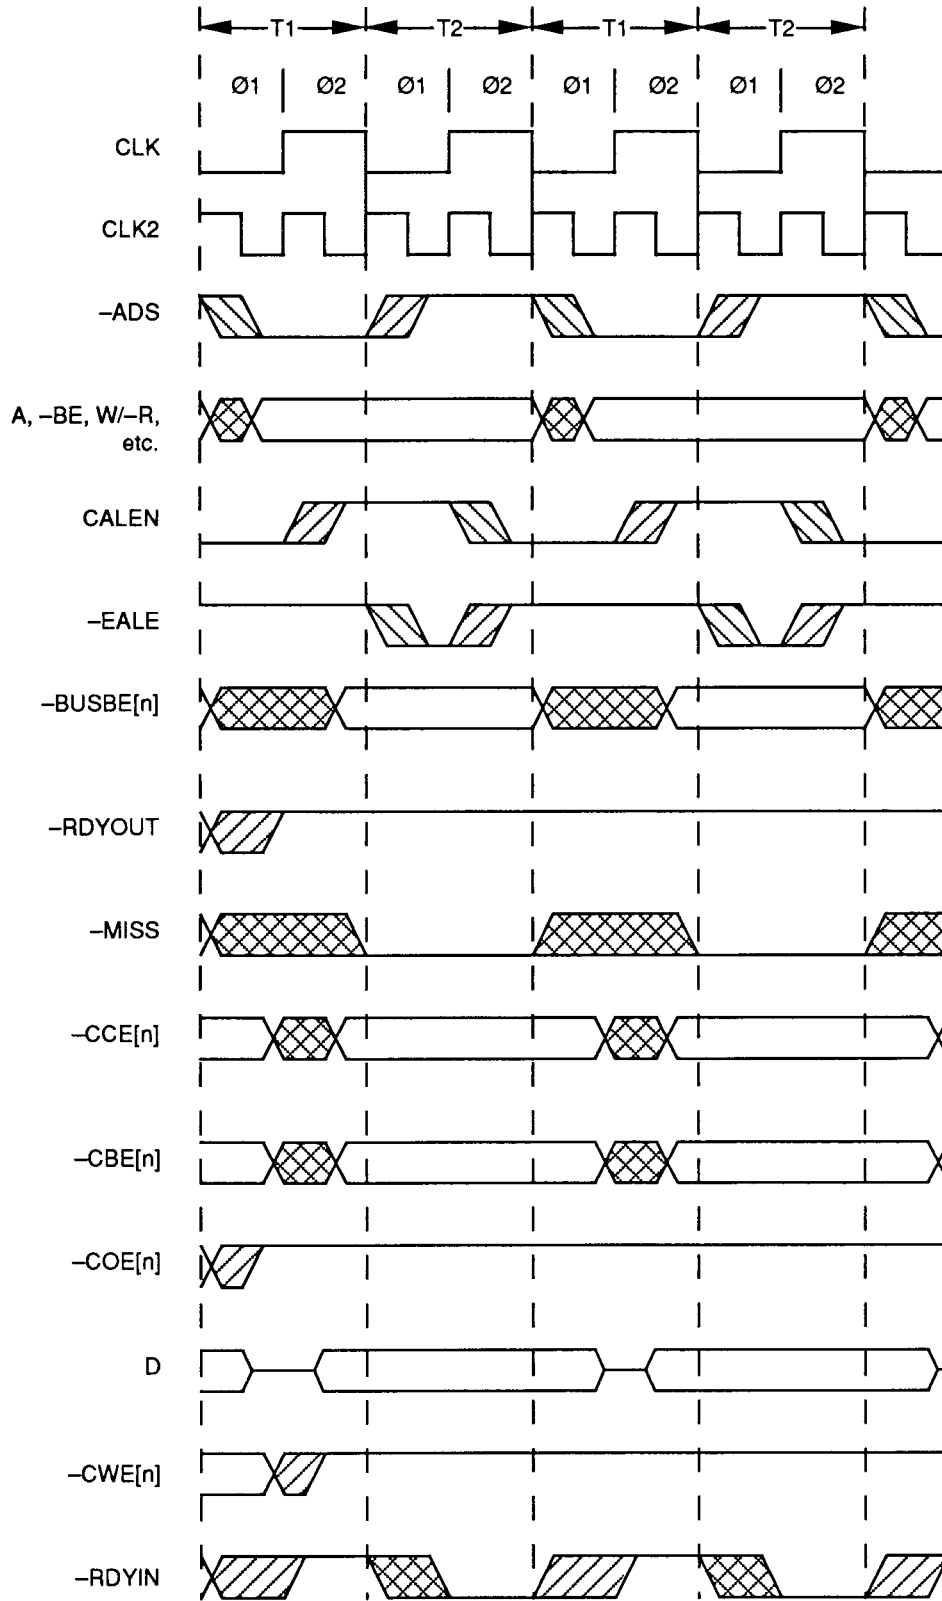 T1 T2 T1 T2
Ø1 Ø2 Ø1 Ø2 Ø1 Ø2 Ø1 Ø2
CLK
CLK2
–ADS
A, –BE, W/–R,
etc.
CALEN
–EALE
–BUSBE[n]
–RDYOUT
–MISS
–CCE[n]
–CBE[n]
–COE[n]
D
–CWE[n]
–RDYIN